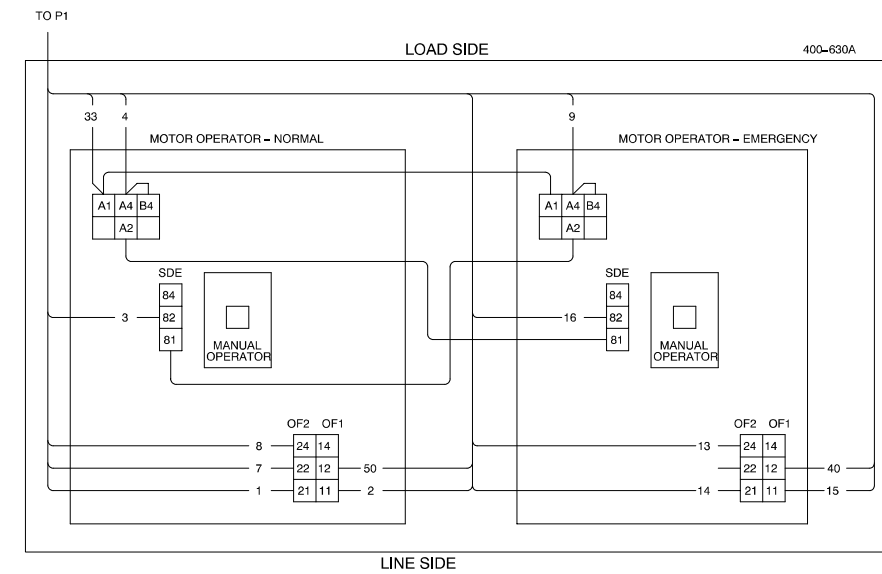 TO P1
LOAD SIDE
400–630A
33 4 9
MOTOR OPERATOR – NORMAL
MOTOR OPERATOR – EMERGENCY
A1 A4 B4
A2
A1 A4 B4
A2
SDE
84
3 82
81
MANUAL
OPERATOR
SDE
84
16 82
81
MANUAL
OPERATOR
OF2 OF1
8 24 14
7 22 12 50
1 21 11 2
OF2 OF1
13 24 14
22 12 40
14 21 11 15
LINE SIDE